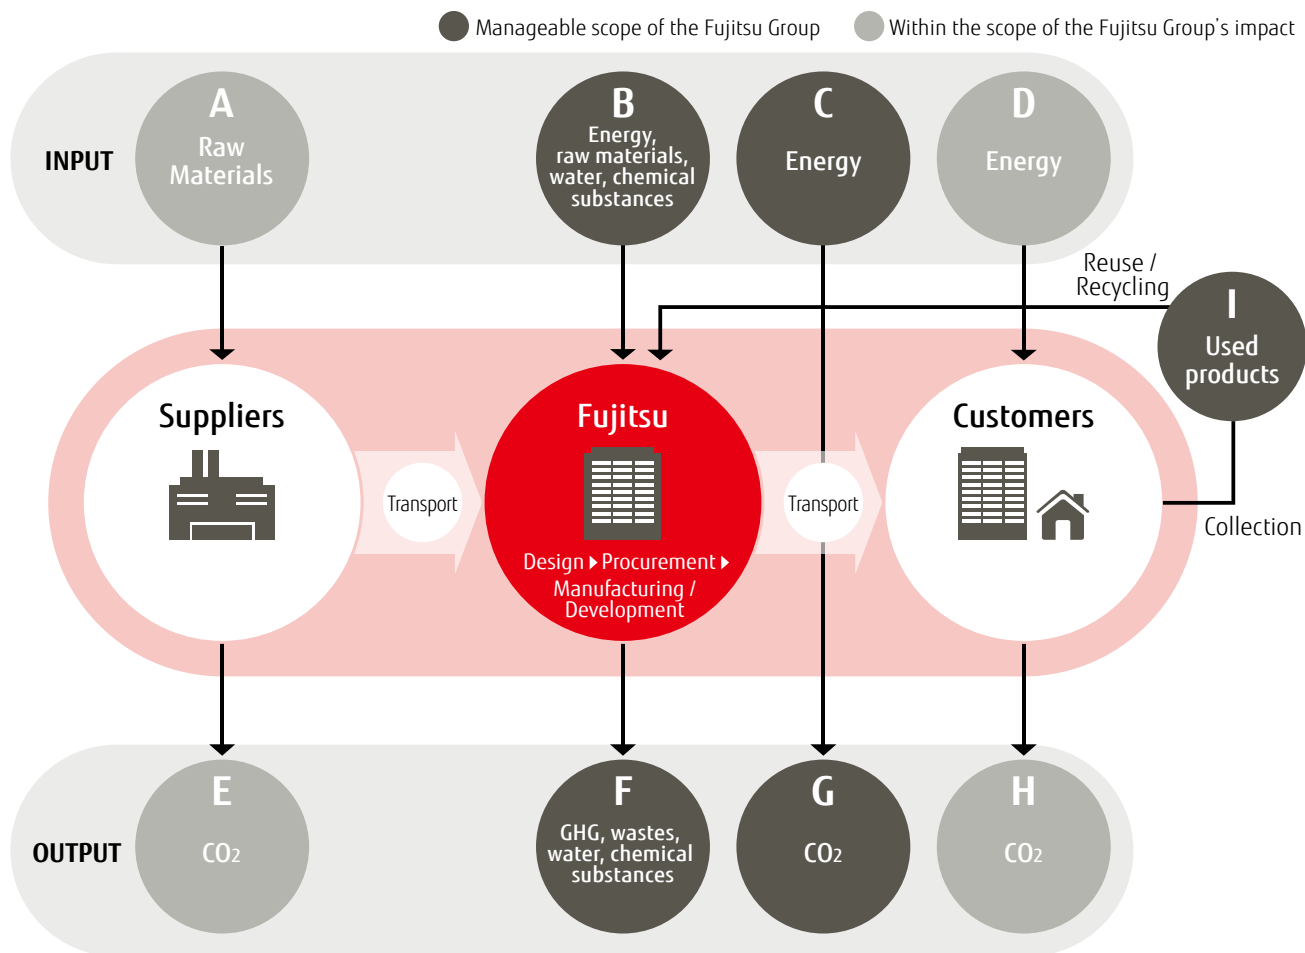 Manageable scope of the Fujitsu Group
Within the scope of the Fujitsu Group's impact
INPUT
A
Raw
Materials
B
Energy,
raw materials,
water, chemical
substances
C
Energy
D
Energy
Reuse /
Recycling
I
Used
products
Collection
Suppliers
Transport
Fujitsu
Design ▶ Procurement ▶
Manufacturing /
Development
Transport
Customers
OUTPUT
E
CO₂
F
GHG, wastes,
water, chemical
substances
G
CO₂
H
CO₂